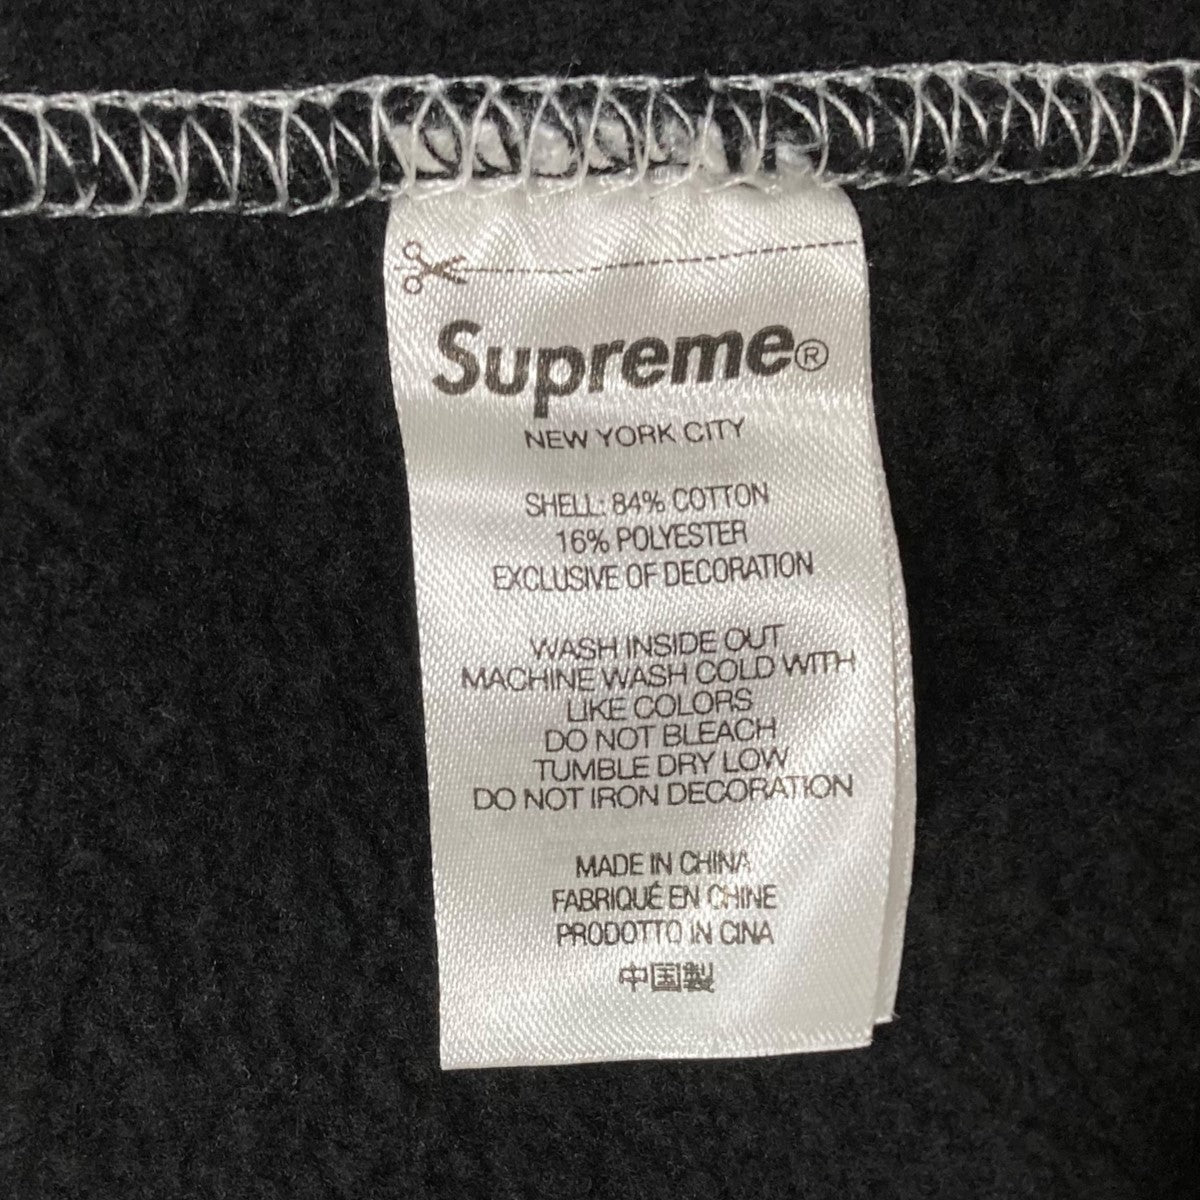 Supreme®
NEW YORK CITY
SHELL: 84% COTTON
16% POLYESTER
EXCLUSIVE OF DECORATION
WASH INSIDE OUT
MACHINE WASH COLD WITH
LIKE COLORS
DO NOT BLEACH
TUMBLE DRY LOW
DO NOT IRON DECORATION
MADE IN CHINA
FABRIQUÉ EN CHINE
PRODOTTO IN CINA
中国製